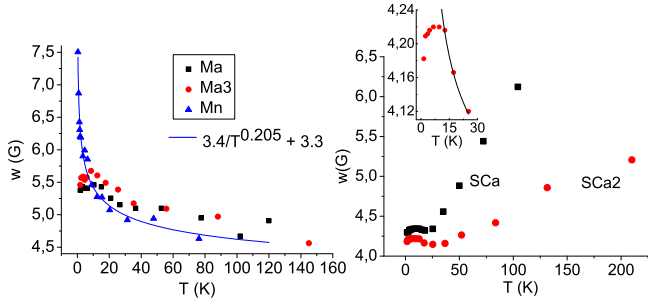 7,5
7,0
6,5
6,0
5,5
5,0
4,5
w (G)
0 20 40 60 80 100 120 140 160
T (K)
Ma
Ma3
Mn
3.4/T^0.205 + 3.3
6,5
6,0
5,5
5,0
4,5
4,0
w(G)
0 50 100 150 200
T (K)
SCa
SCa2
4,24
4,20
4,16
4,12
0 15 30
T (K)